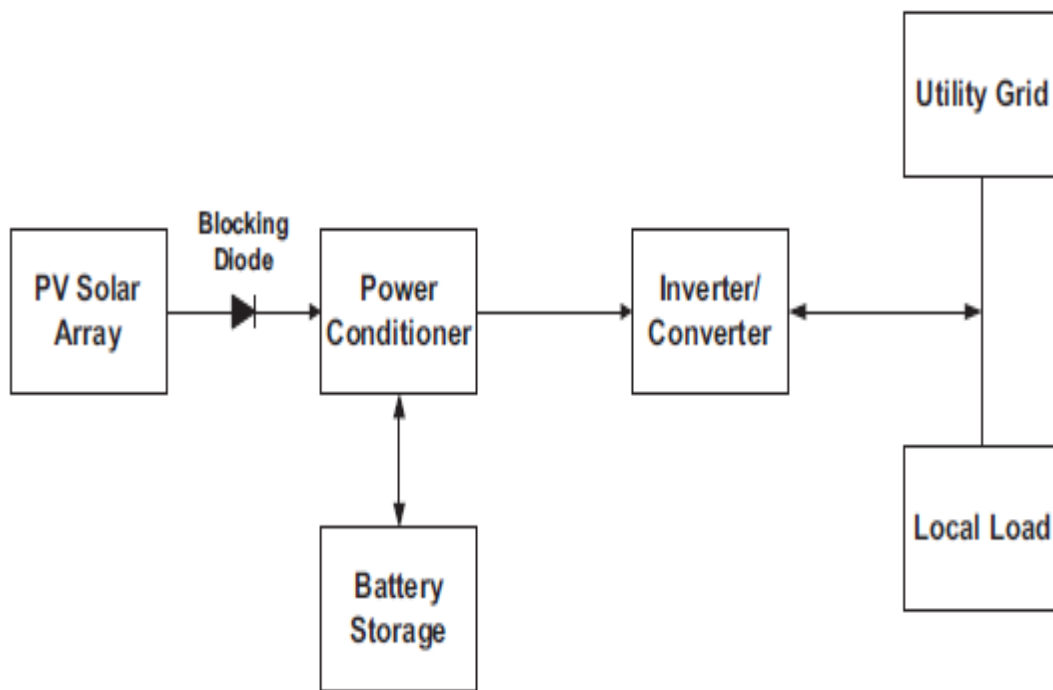 Utility Grid
Blocking
Diode
PV Solar
Array
Power
Conditioner
Inverter/
Converter
Local Load
Battery
Storage